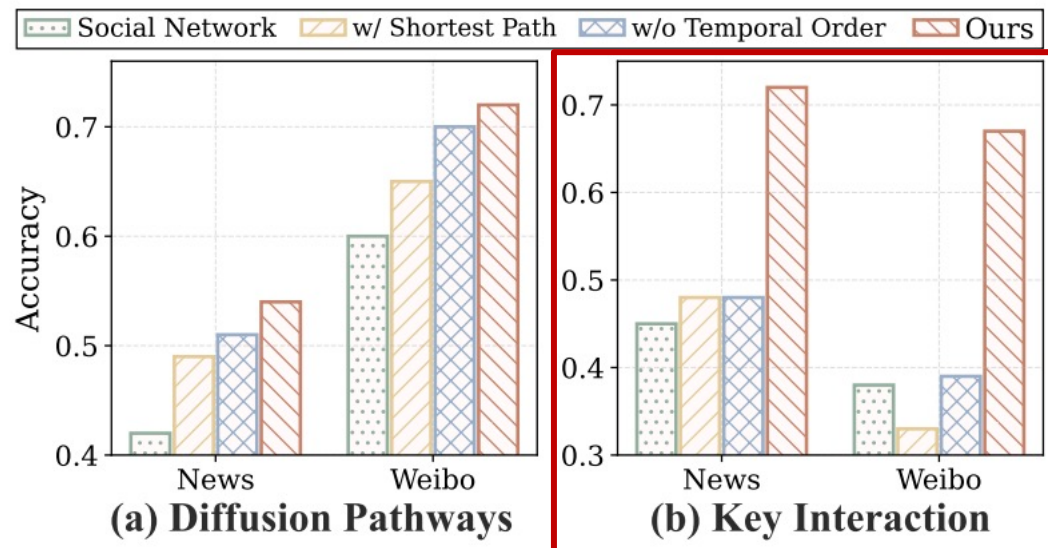 Social Network w/ Shortest Path w/o Temporal Order Ours
Accuracy
0.7
0.6
0.5
0.4
News Weibo
(a) Diffusion Pathways
0.7
0.6
0.5
0.4
0.3
News Weibo
(b) Key Interaction